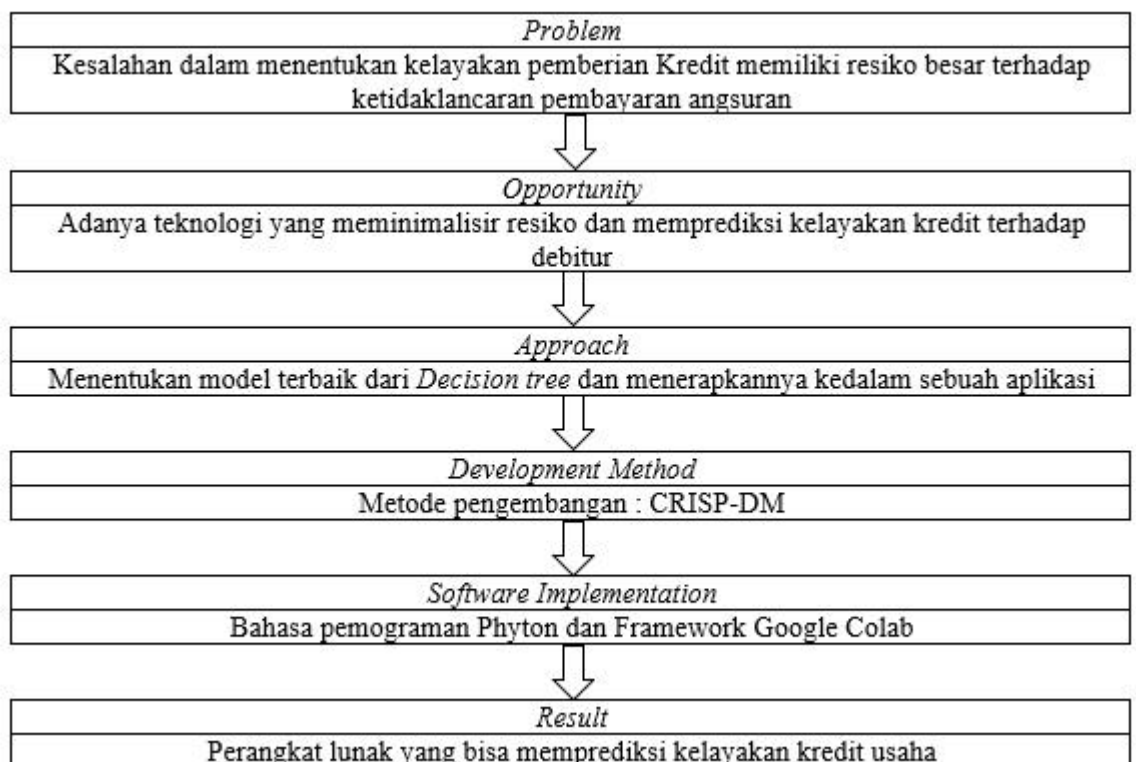 Problem
Kesalahan dalam menentukan kelayakan pemberian Kredit memiliki resiko besar terhadap
ketidaklancaran pembayaran angsuran
Opportunity
Adanya teknologi yang meminimalisir resiko dan memprediksi kelayakan kredit terhadap
debitur
Approach
Menentukan model terbaik dari Decision tree dan menerapkannya kedalam sebuah aplikasi
Development Method
Metode pengembangan : CRISP-DM
Software Implementation
Bahasa pemograman Phyton dan Framework Google Colab
Result
Perangkat lunak yang bisa memprediksi kelayakan kredit usaha